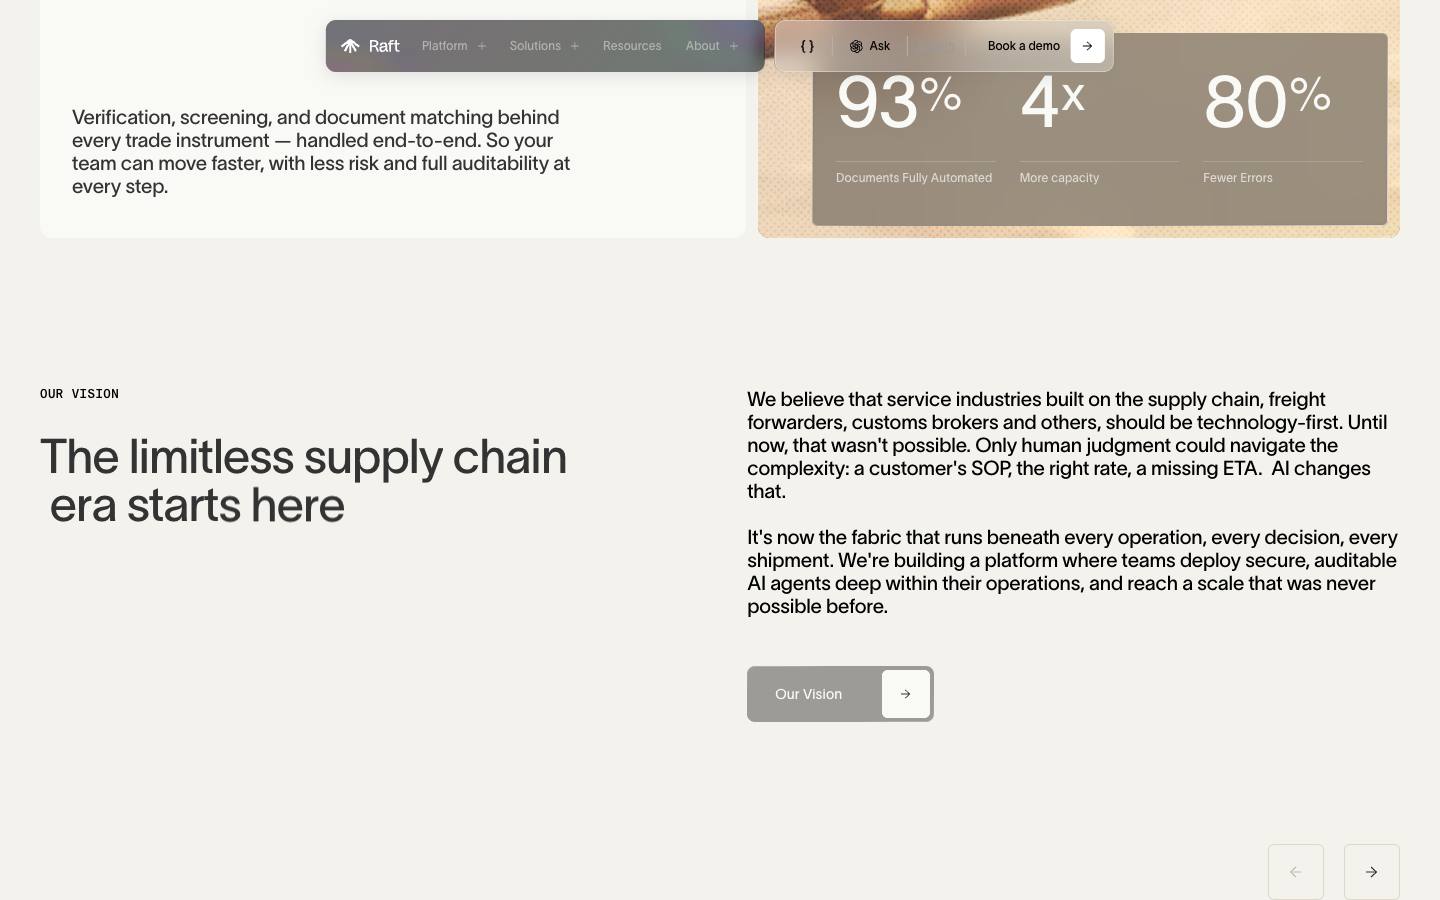 Raft
Platform
Solutions
Resources
About
Ask
Book a demo
Verification, screening, and document matching behind
every trade instrument — handled end-to-end. So your
team can move faster, with less risk and full auditability at
every step.
93%
Documents Fully Automated
4x
More capacity
80%
Fewer Errors
OUR VISION
The limitless supply chain
era starts here
We believe that service industries built on the supply chain, freight
forwarders, customs brokers and others, should be technology-first. Until
now, that wasn't possible. Only human judgment could navigate the
complexity: a customer's SOP, the right rate, a missing ETA.  AI changes
that.
It's now the fabric that runs beneath every operation, every decision, every
shipment. We're building a platform where teams deploy secure, auditable
AI agents deep within their operations, and reach a scale that was never
possible before.
Our Vision